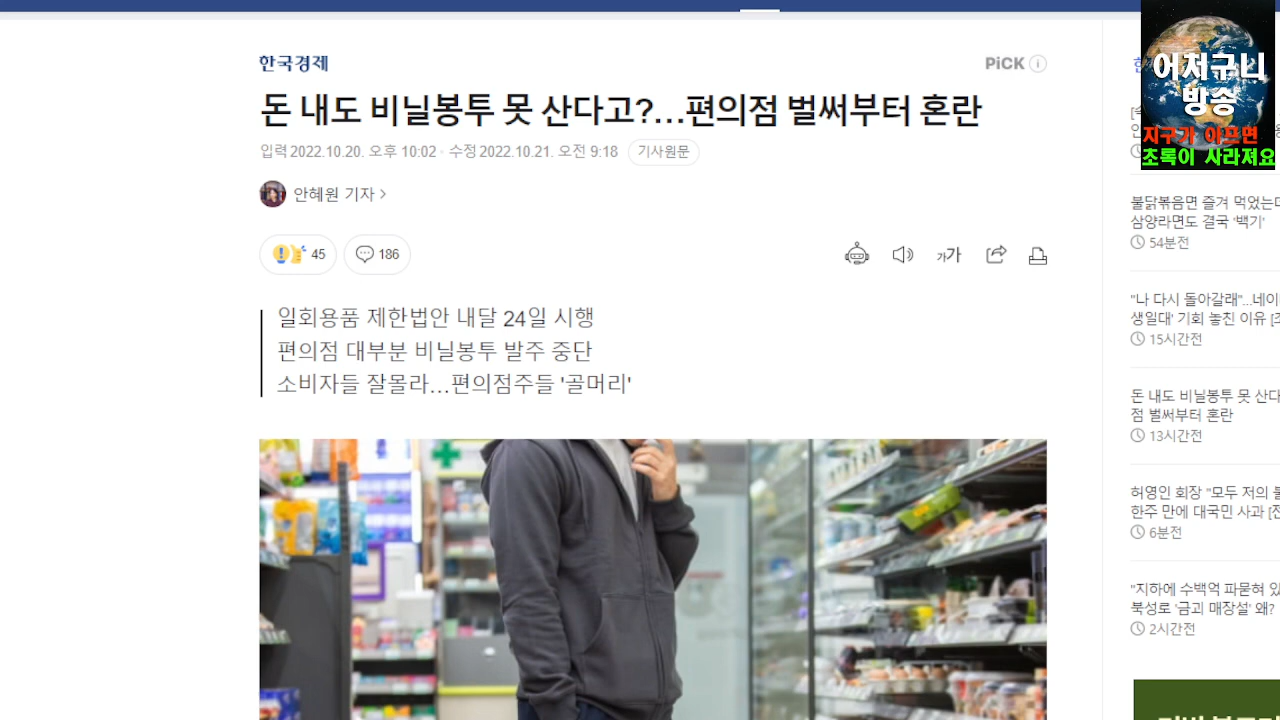 한국경제
PiCK
돈 내도 비닐봉투 못 산다고?…편의점 벌써부터 혼란
입력 2022.10.20. 오후 10:02
수정 2022.10.21. 오전 9:18
기사원문
안혜원 기자
45
186
가가
일회용품 제한법안 내달 24일 시행
편의점 대부분 비닐봉투 발주 중단
소비자들 잘몰라…편의점주들 '골머리'
어저구니
방송
지구가 아프면
초록이 사라져요
불닭볶음면 즐겨 먹었는데
삼양라면도 결국 '백기'
54분전
"나 다시 돌아갈래"...네이
생일대' 기회 놓친 이유
15시간전
돈 내도 비닐봉투 못 산다
점 벌써부터 혼란
13시간전
허영인 회장 "모두 저의
한주 만에 대국민 사과
6분전
"지하에 수백억 파묻혀 있
북성로 '금괴 매장설' 왜?
2시간전